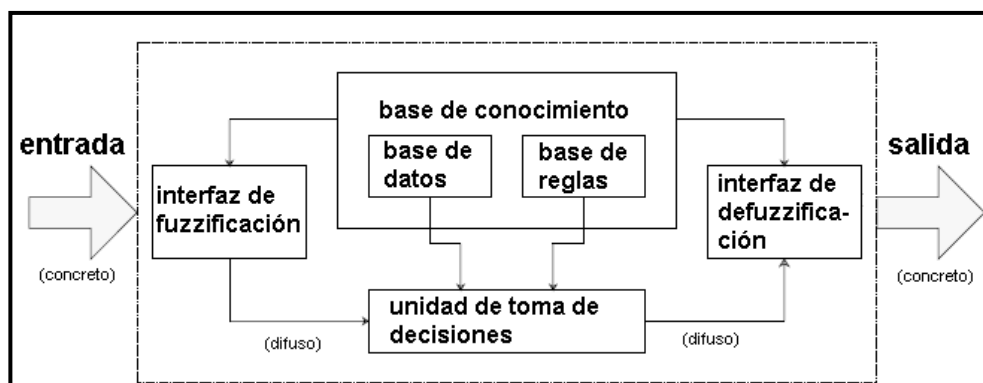 base de conocimiento
entrada
base de
datos
base de
reglas
salida
interfaz de
fuzzificación
interfaz de
defuzzifica-
ción
(concreto)
(concreto)
unidad de toma de
decisiones
(difuso)
(difuso)